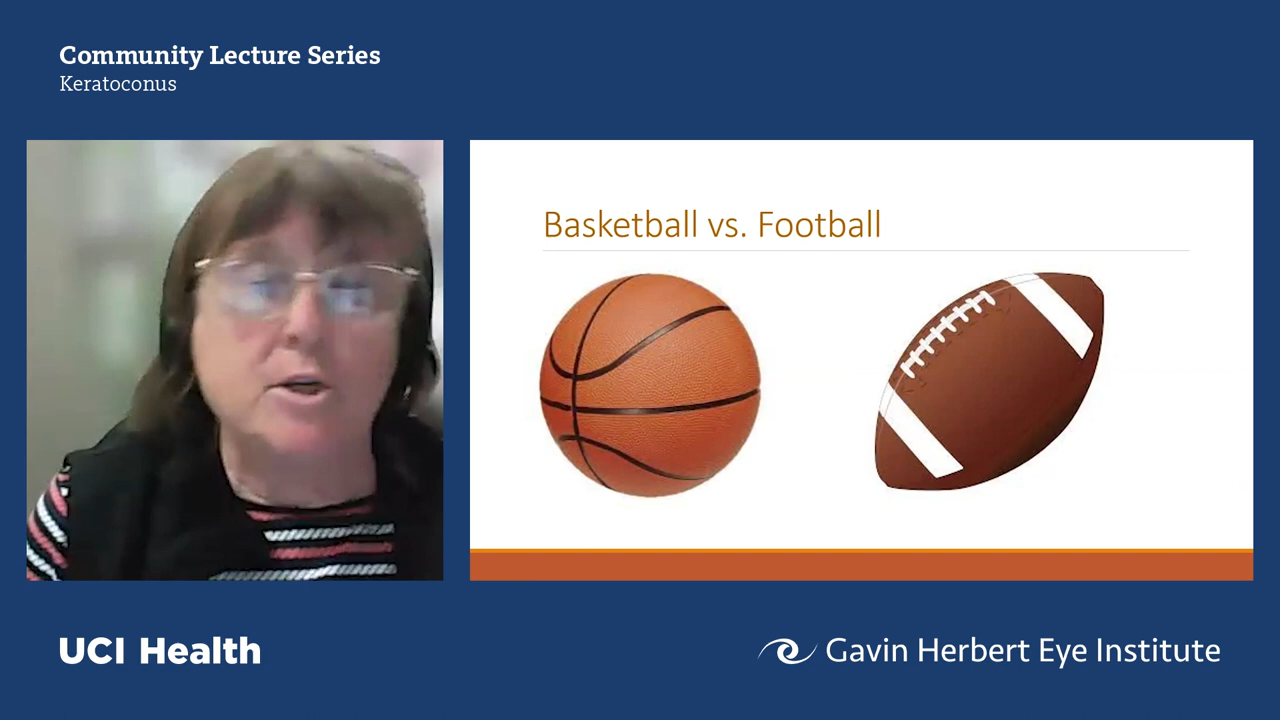 Community Lecture Series
Keratoconus
Basketball vs. Football
UCI Health
Gavin Herbert Eye Institute